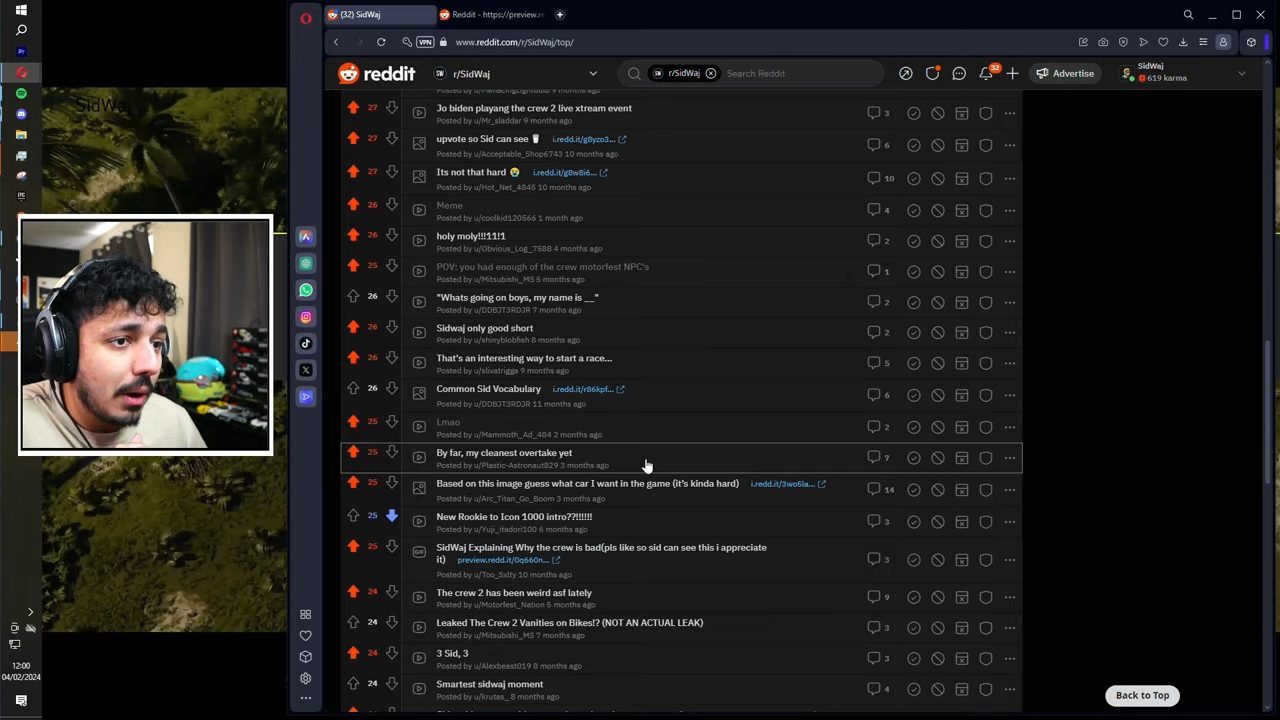 (32) SidWaj
Reddit - https://preview.re
VPN www.reddit.com/r/SidWaj/top/
reddit r/SidWaj r/SidWaj Search Reddit 32 Advertise SidWaj
619 karma
SidWaj
9 months ago
27 Jo biden playang the crew 2 live xtream event 3
Posted by u/Mr_sladdar 9 months ago
27 upvote so Sid can see i.redd.it/g8yzo3... 6
Posted by u/Acceptable_Shop6743 10 months ago
27 Its not that hard 😭 i.redd.it/g8w8i6... 10
Posted by u/Hot_Net_4845 10 months ago
26 Meme 4
Posted by u/coolkid120566 1 month ago
26 holy moly!!!11!1 2
Posted by u/Obvious_Log_7588 4 months ago
25 POV: you had enough of the crew motorfest NPC's 1
Posted by u/Mitsubishi_MS 5 months ago
26 "Whats going on boys, my name is __" 2
Posted by u/DDBJT3RDJR 7 months ago
26 Sidwaj only good short 2
Posted by u/shinyblobfish 8 months ago
26 That's an interesting way to start a race... 5
Posted by u/slivatrigga 9 months ago
26 Common Sid Vocabulary i.redd.it/r86kpf... 6
Posted by u/DDBJT3RDJR 11 months ago
25 Lmao 2
Posted by u/Mammoth_Ad_484 2 months ago
25 By far, my cleanest overtake yet 7
Posted by u/Plastic-Astronaut829 3 months ago
25 Based on this image guess what car I want in the game (it's kinda hard) i.redd.it/3wo5la... 14
Posted by u/Arc_Titan_Go_Boom 3 months ago
25 New Rookie to Icon 1000 intro??!!!!!! 3
Posted by u/Yuji_itadori100 6 months ago
25 GIF SidWaj Explaining Why the crew is bad(pls like so sid can see this i appreciate
it) preview.redd.it/0q660n... 3
Posted by u/Too_Sxlty 10 months ago
24 The crew 2 has been weird asf lately 9
Posted by u/Motorfest_Nation 5 months ago
24 Leaked The Crew 2 Vanities on Bikes!? (NOT AN ACTUAL LEAK) 3
Posted by u/Mitsubishi_MS 7 months ago
24 3 Sid, 3 3
Posted by u/Alexbeast019 8 months ago
24 Smartest sidwaj moment 4
Posted by u/krutas_ 8 months ago
Back to Top
12:00
04/02/2024